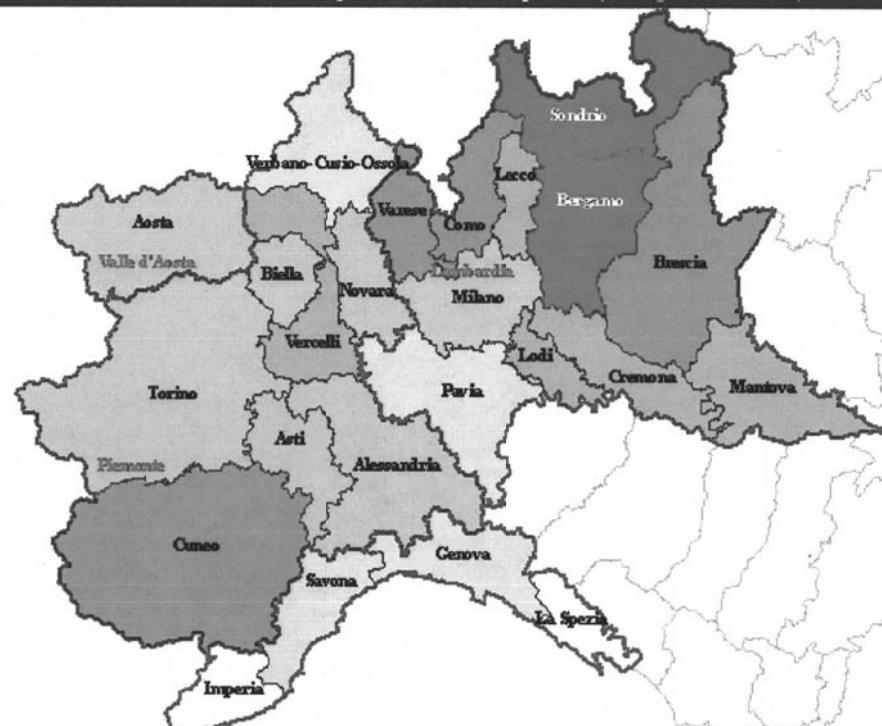 Sondrio
Verbano-Cusio-Ossola
Lecco
Bergamo
Aosta
Varese
Como
Valle d'Aosta
Brescia
Lombardia
Biella
Novara
Milano
Vercelli
Lodi
Cremona
Pavia
Mantova
Torino
Asti
Alessandria
Piemonte
Cuneo
Genova
Savona
La Spezia
Imperia